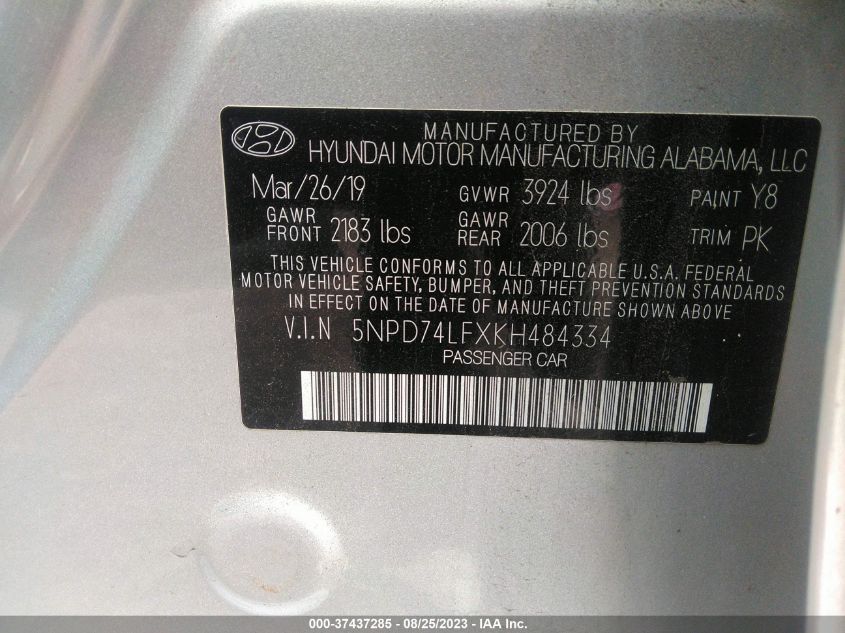 MANUFACTURED BY
HYUNDAI MOTOR MANUFACTURING ALABAMA, LLC
Mar/26/19 GVWR 3924 lbs PAINT Y8
GAWR FRONT 2183 lbs GAWR REAR 2006 lbs TRIM PK
THIS VEHICLE CONFORMS TO ALL APPLICABLE U.S.A. FEDERAL
MOTOR VEHICLE SAFETY, BUMPER, AND THEFT PREVENTION STANDARDS
IN EFFECT ON THE DATE OF MANUFACTURE SHOWN ABOVE
V.I.N 5NPD74LFXKH484334
PASSENGER CAR
000-37437285 - 08/25/2023 - IAA Inc.